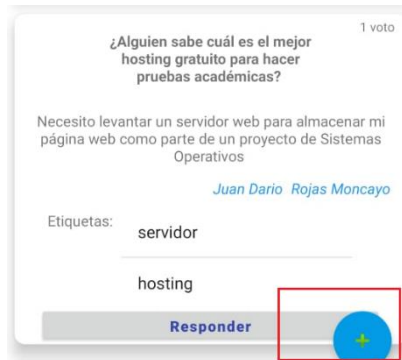 1 voto
¿Alguien sabe cuál es el mejor
hosting gratuito para hacer
pruebas académicas?
Necesito levantar un servidor web para almacenar mi
página web como parte de un proyecto de Sistemas
Operativos
Juan Dario Rojas Moncayo
Etiquetas:
servidor
hosting
Responder
+